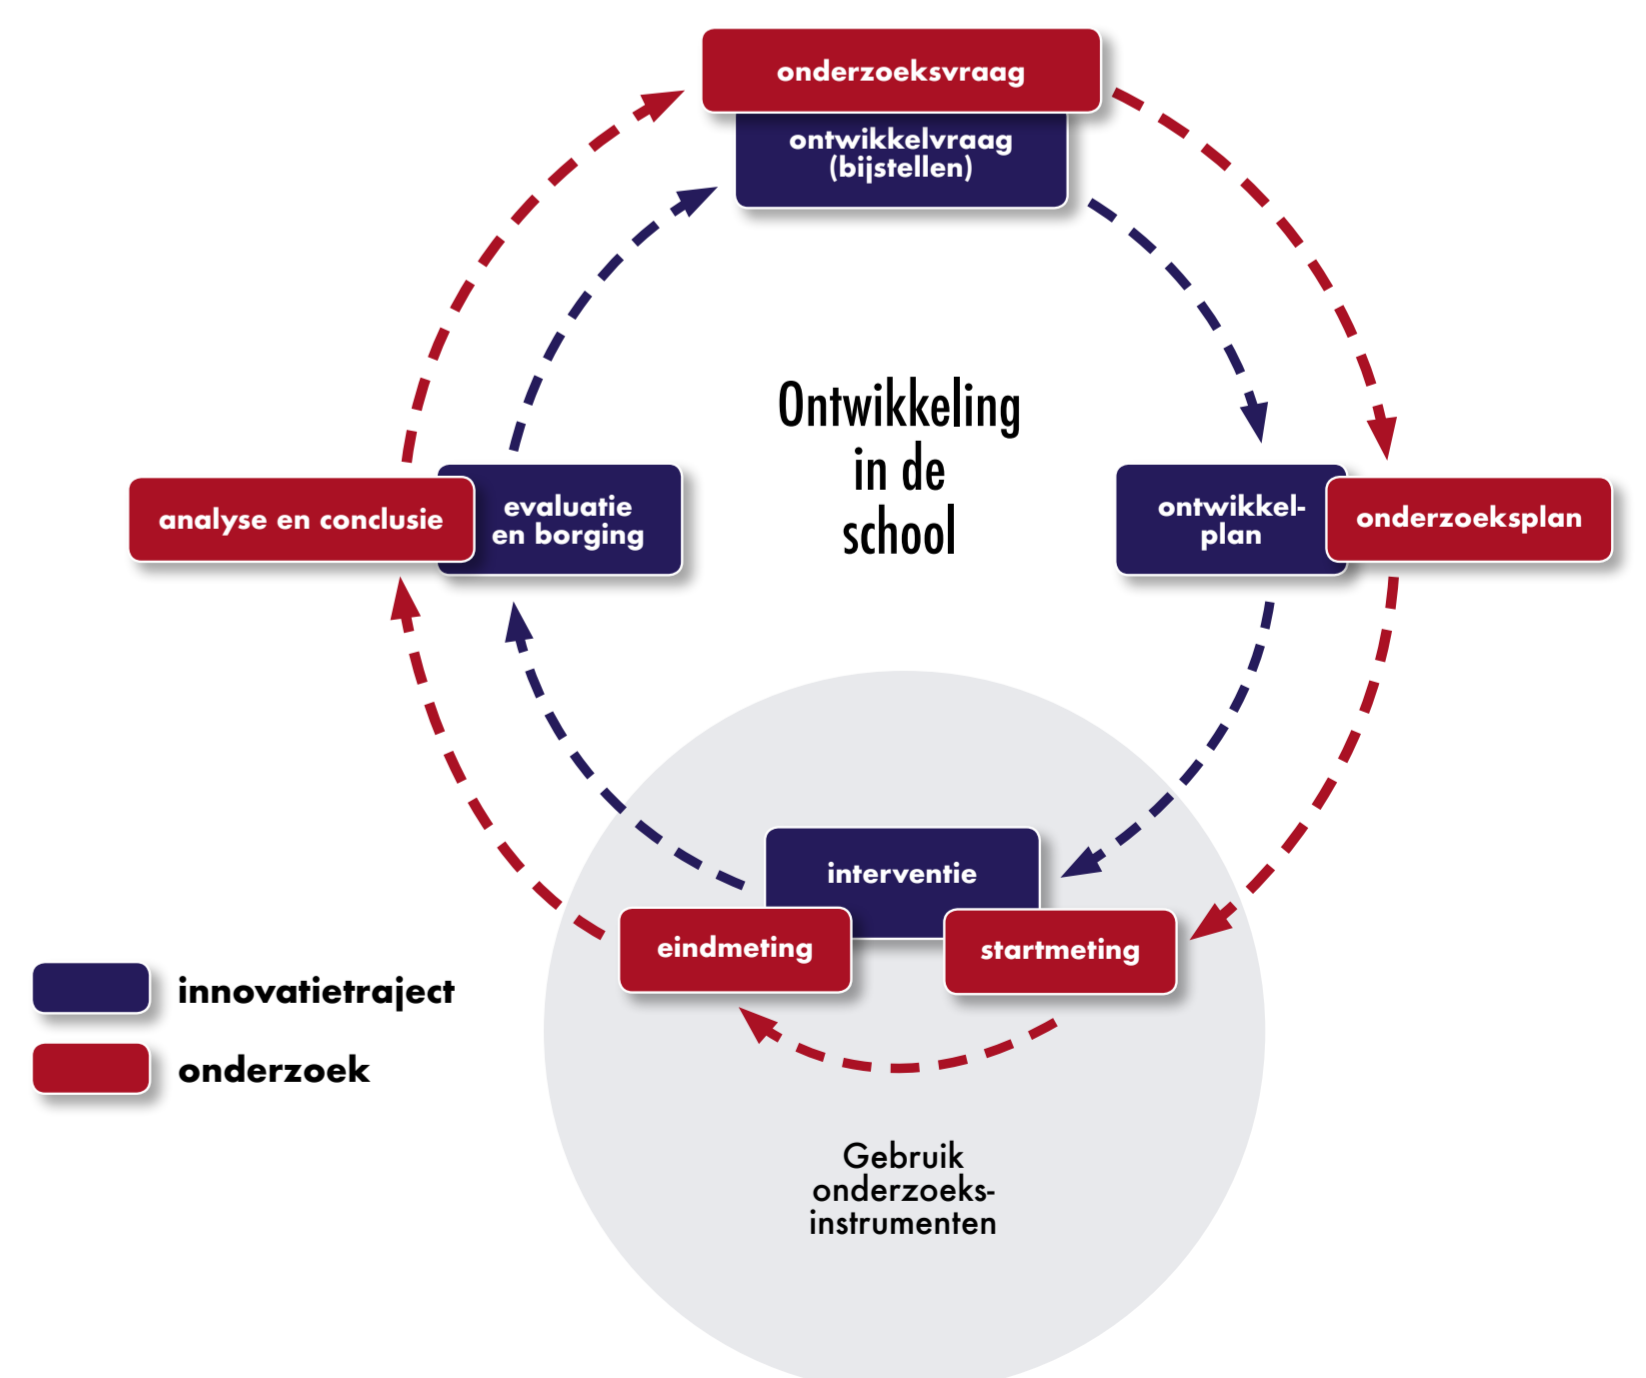 onderzoeksvraag
ontwikkelvraag
(bijstellen)
Ontwikkeling
in de
school
analyse en conclusie
evaluatie
en borging
ontwikkel-
plan
onderzoeksplan
interventie
eindmeting
startmeting
innovatietraject
onderzoek
Gebruik
onderzoeks-
instrumenten